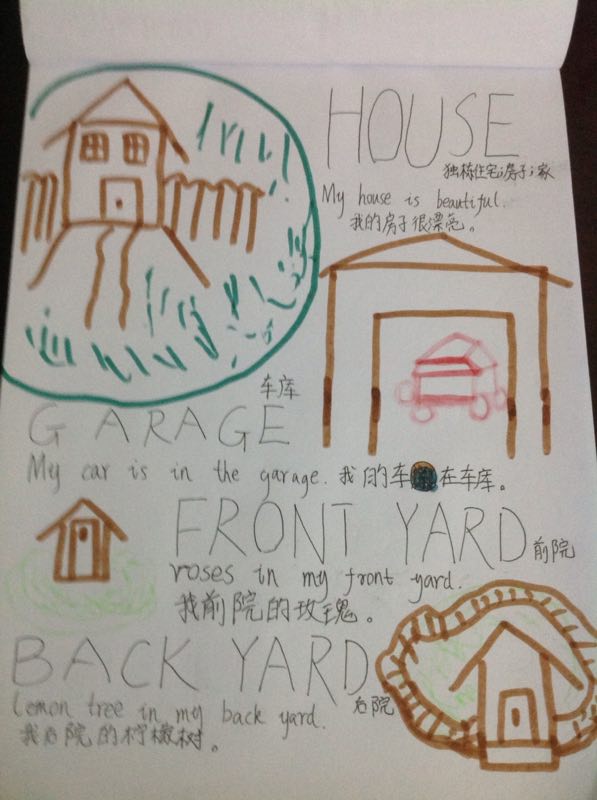 HOUSE
独栋住宅;房子;家
My house is beautiful.
我的房子很漂亮。
车库
GARAGE
My car is in the garage. 我的车在车库。
FRONT YARD 前院
roses in my front yard.
我前院的玫瑰。
BACK YARD 后院
lemon tree in my back yard.
我后院的柠檬树。